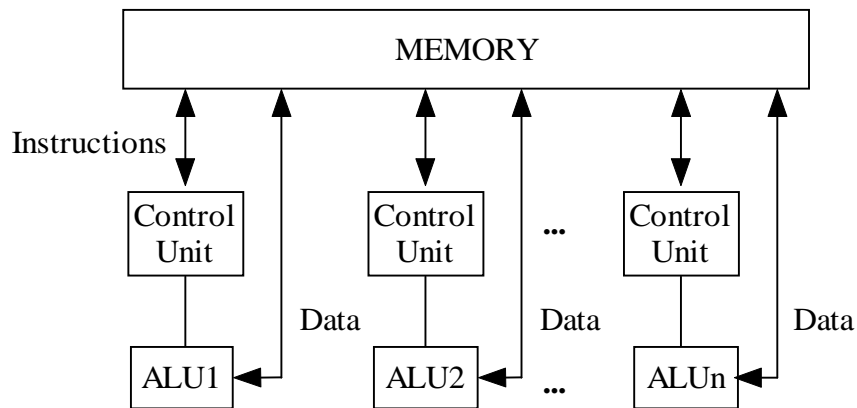 MEMORY
Instructions
Control
Unit
Control
Unit
...
Control
Unit
Data
Data
Data
ALU1
ALU2
...
ALUn